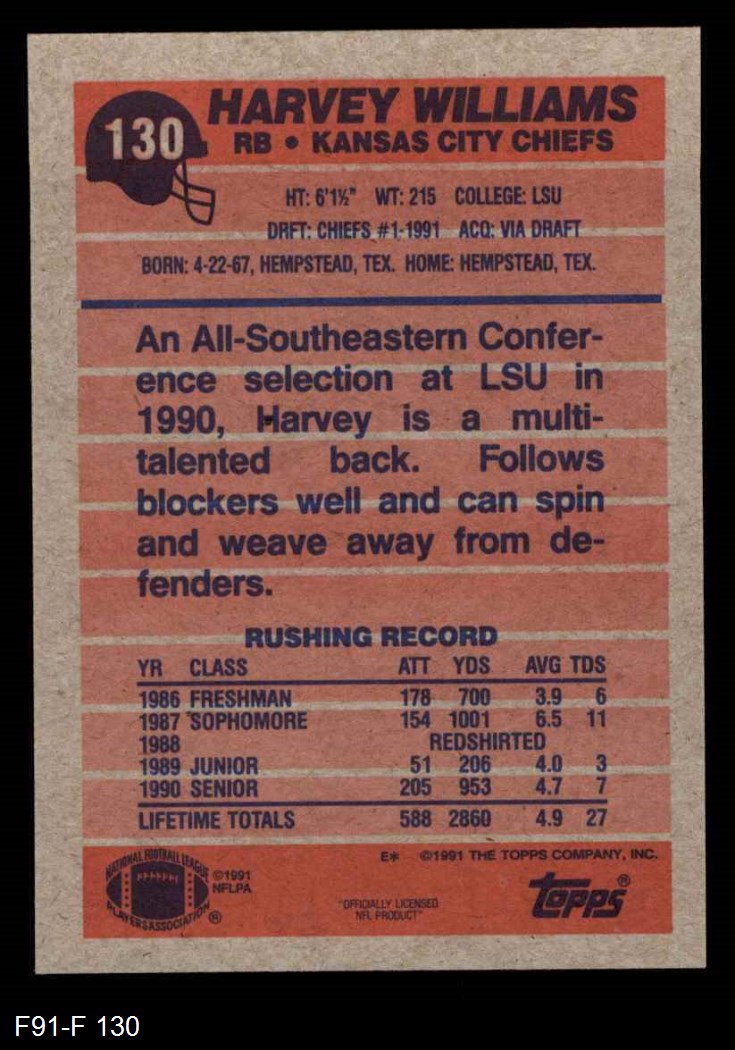 130
HARVEY WILLIAMS
RB • KANSAS CITY CHIEFS
HT: 6'1½" WT: 215 COLLEGE: LSU
DRFT: CHIEFS #1-1991 ACQ: VIA DRAFT
BORN: 4-22-67, HEMPSTEAD, TEX. HOME: HEMPSTEAD, TEX.
An All-Southeastern Confer-
ence selection at LSU in
1990, Harvey is a multi-
talented back. Follows
blockers well and can spin
and weave away from de-
fenders.
RUSHING RECORD
YR CLASS ATT YDS AVG TDS
1986 FRESHMAN 178 700 3.9 6
1987 SOPHOMORE 154 1001 6.5 11
1988 REDSHIRTED
1989 JUNIOR 51 206 4.0 3
1990 SENIOR 205 953 4.7 7
LIFETIME TOTALS 588 2860 4.9 27
E* ©1991 THE TOPPS COMPANY, INC.
NATIONAL FOOTBALL LEAGUE
PLAYERS ASSOCIATION ®
©1991
NFLPA
"OFFICIALLY LICENSED
NFL PRODUCT"
Topps®
F91-F 130